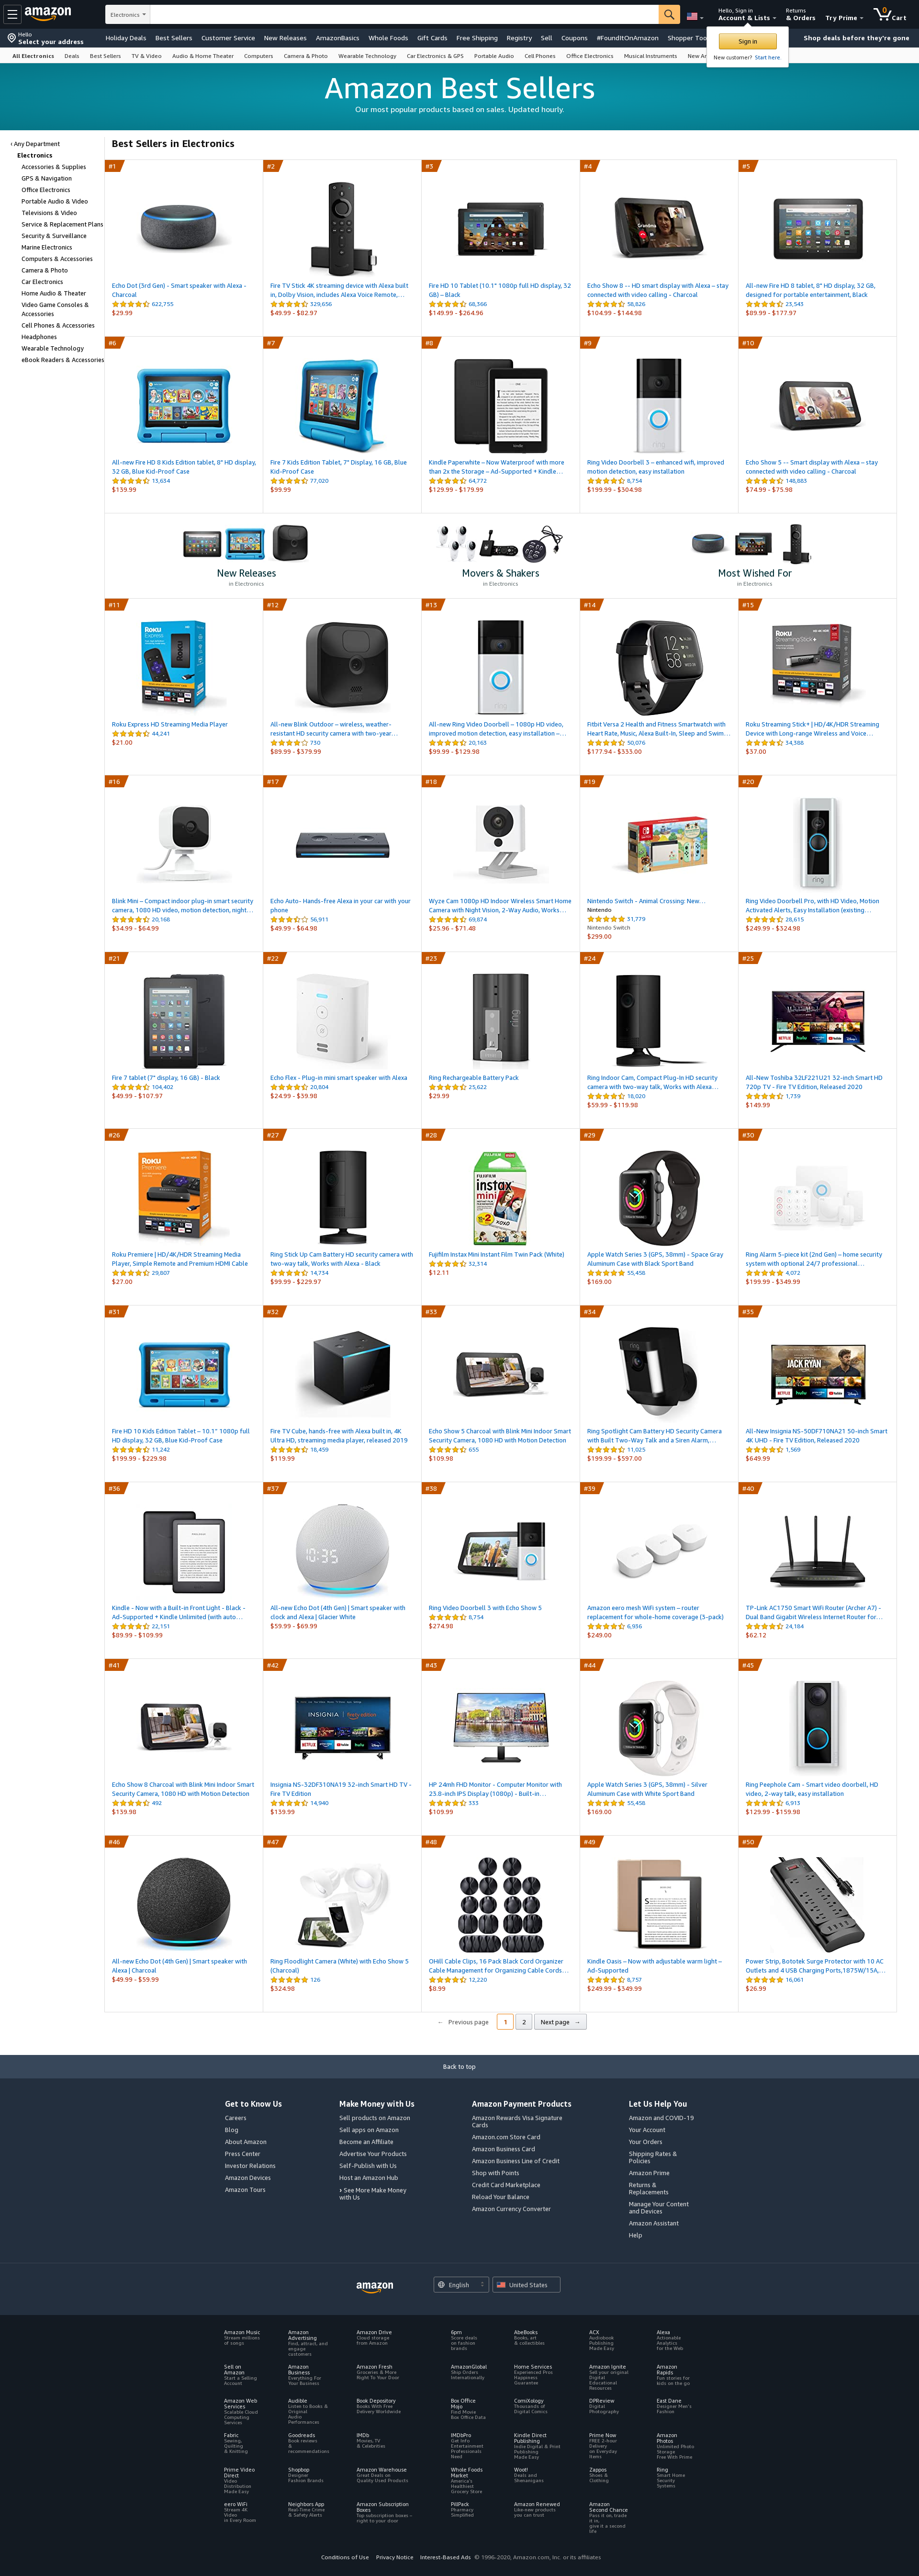 amazon
Electronics
Hello, Sign in
Account & Lists
Returns
& Orders
Try Prime
0
Cart
Hello
Select your address
Holiday Deals Best Sellers Customer Service New Releases AmazonBasics Whole Foods Gift Cards Free Shipping Registry Sell Coupons #FoundItOnAmazon Shopper Too
Shop deals before they're gone
Sign in
New customer? Start here.
All Electronics Deals Best Sellers TV & Video Audio & Home Theater Computers Camera & Photo Wearable Technology Car Electronics & GPS Portable Audio Cell Phones Office Electronics Musical Instruments New Ar
Amazon Best Sellers
Our most popular products based on sales. Updated hourly.
‹ Any Department
Electronics
Accessories & Supplies
GPS & Navigation
Office Electronics
Portable Audio & Video
Televisions & Video
Service & Replacement Plans
Security & Surveillance
Marine Electronics
Computers & Accessories
Camera & Photo
Car Electronics
Home Audio & Theater
Video Game Consoles &
Accessories
Cell Phones & Accessories
Headphones
Wearable Technology
eBook Readers & Accessories
Best Sellers in Electronics
#1
Echo Dot (3rd Gen) - Smart speaker with Alexa -
Charcoal
622,755
$29.99
#2
Fire TV Stick 4K streaming device with Alexa built
in, Dolby Vision, includes Alexa Voice Remote,…
329,656
$49.99 - $82.97
#3
Fire HD 10 Tablet (10.1" 1080p full HD display, 32
GB) – Black
68,366
$149.99 - $264.96
#4
Echo Show 8 -- HD smart display with Alexa – stay
connected with video calling - Charcoal
58,826
$104.99 - $144.98
#5
All-new Fire HD 8 tablet, 8" HD display, 32 GB,
designed for portable entertainment, Black
23,543
$89.99 - $177.97
#6
All-new Fire HD 8 Kids Edition tablet, 8" HD display,
32 GB, Blue Kid-Proof Case
13,634
$139.99
#7
Fire 7 Kids Edition Tablet, 7" Display, 16 GB, Blue
Kid-Proof Case
77,020
$99.99
#8
Kindle Paperwhite – Now Waterproof with more
than 2x the Storage – Ad-Supported + Kindle…
64,772
$129.99 - $179.99
#9
Ring Video Doorbell 3 – enhanced wifi, improved
motion detection, easy installation
8,754
$199.99 - $304.98
#10
Echo Show 5 -- Smart display with Alexa – stay
connected with video calling - Charcoal
148,883
$74.99 - $75.98
New Releases
in Electronics
Movers & Shakers
in Electronics
Most Wished For
in Electronics
#11
Roku Express HD Streaming Media Player
44,241
$21.00
#12
All-new Blink Outdoor – wireless, weather-
resistant HD security camera with two-year…
730
$89.99 - $379.99
#13
All-new Ring Video Doorbell – 1080p HD video,
improved motion detection, easy installation –…
20,163
$99.99 - $129.98
#14
Fitbit Versa 2 Health and Fitness Smartwatch with
Heart Rate, Music, Alexa Built-In, Sleep and Swim…
50,076
$177.94 - $333.00
#15
Roku Streaming Stick+ | HD/4K/HDR Streaming
Device with Long-range Wireless and Voice…
34,388
$37.00
#16
Blink Mini – Compact indoor plug-in smart security
camera, 1080 HD video, motion detection, night…
20,168
$34.99 - $64.99
#17
Echo Auto- Hands-free Alexa in your car with your
phone
56,911
$49.99 - $64.98
#18
Wyze Cam 1080p HD Indoor Wireless Smart Home
Camera with Night Vision, 2-Way Audio, Works…
69,874
$25.96 - $71.48
#19
Nintendo Switch - Animal Crossing: New…
Nintendo
31,779
Nintendo Switch
$299.00
#20
Ring Video Doorbell Pro, with HD Video, Motion
Activated Alerts, Easy Installation (existing…
28,615
$249.99 - $324.98
#21
Fire 7 tablet (7" display, 16 GB) - Black
104,402
$49.99 - $107.97
#22
Echo Flex - Plug-in mini smart speaker with Alexa
20,804
$24.99 - $39.98
#23
Ring Rechargeable Battery Pack
25,622
$29.99
#24
Ring Indoor Cam, Compact Plug-In HD security
camera with two-way talk, Works with Alexa…
18,020
$59.99 - $119.98
#25
All-New Toshiba 32LF221U21 32-inch Smart HD
720p TV - Fire TV Edition, Released 2020
1,739
$149.99
#26
Roku Premiere | HD/4K/HDR Streaming Media
Player, Simple Remote and Premium HDMI Cable
29,807
$27.00
#27
Ring Stick Up Cam Battery HD security camera with
two-way talk, Works with Alexa - Black
14,734
$99.99 - $229.97
#28
Fujifilm Instax Mini Instant Film Twin Pack (White)
32,314
$12.11
#29
Apple Watch Series 3 (GPS, 38mm) - Space Gray
Aluminum Case with Black Sport Band
55,458
$169.00
#30
Ring Alarm 5-piece kit (2nd Gen) – home security
system with optional 24/7 professional…
4,072
$199.99 - $349.99
#31
Fire HD 10 Kids Edition Tablet – 10.1" 1080p full
HD display, 32 GB, Blue Kid-Proof Case
11,242
$199.99 - $229.98
#32
Fire TV Cube, hands-free with Alexa built in, 4K
Ultra HD, streaming media player, released 2019
18,459
$119.99
#33
Echo Show 5 Charcoal with Blink Mini Indoor Smart
Security Camera, 1080 HD with Motion Detection
655
$109.98
#34
Ring Spotlight Cam Battery HD Security Camera
with Built Two-Way Talk and a Siren Alarm,…
11,025
$199.99 - $597.00
#35
All-New Insignia NS-50DF710NA21 50-inch Smart
4K UHD - Fire TV Edition, Released 2020
1,569
$649.99
#36
Kindle - Now with a Built-in Front Light - Black -
Ad-Supported + Kindle Unlimited (with auto…
22,151
$89.99 - $109.99
#37
All-new Echo Dot (4th Gen) | Smart speaker with
clock and Alexa | Glacier White
$59.99 - $69.99
#38
Ring Video Doorbell 3 with Echo Show 5
8,754
$274.98
#39
Amazon eero mesh WiFi system – router
replacement for whole-home coverage (3-pack)
6,936
$249.00
#40
TP-Link AC1750 Smart WiFi Router (Archer A7) -
Dual Band Gigabit Wireless Internet Router for…
24,184
$62.12
#41
Echo Show 8 Charcoal with Blink Mini Indoor Smart
Security Camera, 1080 HD with Motion Detection
492
$139.98
#42
Insignia NS-32DF310NA19 32-inch Smart HD TV -
Fire TV Edition
14,940
$139.99
#43
HP 24mh FHD Monitor - Computer Monitor with
23.8-inch IPS Display (1080p) - Built-in…
333
$109.99
#44
Apple Watch Series 3 (GPS, 38mm) - Silver
Aluminum Case with White Sport Band
55,458
$169.00
#45
Ring Peephole Cam - Smart video doorbell, HD
video, 2-way talk, easy installation
6,913
$129.99 - $159.98
#46
All-new Echo Dot (4th Gen) | Smart speaker with
Alexa | Charcoal
$49.99 - $59.99
#47
Ring Floodlight Camera (White) with Echo Show 5
(Charcoal)
126
$324.98
#48
OHill Cable Clips, 16 Pack Black Cord Organizer
Cable Management for Organizing Cable Cords…
12,220
$8.99
#49
Kindle Oasis – Now with adjustable warm light –
Ad-Supported
8,757
$249.99 - $349.99
#50
Power Strip, Bototek Surge Protector with 10 AC
Outlets and 4 USB Charging Ports,1875W/15A,…
16,061
$26.99
← Previous page 1 2 Next page →
Back to top
Get to Know Us
Careers
Blog
About Amazon
Press Center
Investor Relations
Amazon Devices
Amazon Tours
Make Money with Us
Sell products on Amazon
Sell apps on Amazon
Become an Affiliate
Advertise Your Products
Self-Publish with Us
Host an Amazon Hub
› See More Make Money
with Us
Amazon Payment Products
Amazon Rewards Visa Signature
Cards
Amazon.com Store Card
Amazon Business Card
Amazon Business Line of Credit
Shop with Points
Credit Card Marketplace
Reload Your Balance
Amazon Currency Converter
Let Us Help You
Amazon and COVID-19
Your Account
Your Orders
Shipping Rates &
Policies
Amazon Prime
Returns &
Replacements
Manage Your Content
and Devices
Amazon Assistant
Help
amazon
English
United States
Amazon Music
Stream millions
of songs
Amazon
Advertising
Find, attract, and
engage
customers
Amazon Drive
Cloud storage
from Amazon
6pm
Score deals
on fashion
brands
AbeBooks
Books, art
& collectibles
ACX
Audiobook
Publishing
Made Easy
Alexa
Actionable
Analytics
for the Web
Sell on
Amazon
Start a Selling
Account
Amazon
Business
Everything For
Your Business
Amazon Fresh
Groceries & More
Right To Your Door
AmazonGlobal
Ship Orders
Internationally
Home Services
Experienced Pros
Happiness
Guarantee
Amazon Ignite
Sell your original
Digital
Educational
Resources
Amazon
Rapids
Fun stories for
kids on the go
Amazon Web
Services
Scalable Cloud
Computing
Services
Audible
Listen to Books &
Original
Audio
Performances
Book Depository
Books With Free
Delivery Worldwide
Box Office
Mojo
Find Movie
Box Office Data
ComiXology
Thousands of
Digital Comics
DPReview
Digital
Photography
East Dane
Designer Men's
Fashion
Fabric
Sewing,
Quilting
& Knitting
Goodreads
Book reviews
&
recommendations
IMDb
Movies, TV
& Celebrities
IMDbPro
Get Info
Entertainment
Professionals
Need
Kindle Direct
Publishing
Indie Digital & Print
Publishing
Made Easy
Prime Now
FREE 2-hour
Delivery
on Everyday
Items
Amazon
Photos
Unlimited Photo
Storage
Free With Prime
Prime Video
Direct
Video
Distribution
Made Easy
Shopbop
Designer
Fashion Brands
Amazon Warehouse
Great Deals on
Quality Used Products
Whole Foods
Market
America's
Healthiest
Grocery Store
Woot!
Deals and
Shenanigans
Zappos
Shoes &
Clothing
Ring
Smart Home
Security
Systems
eero WiFi
Stream 4K
Video
in Every Room
Neighbors App
Real-Time Crime
& Safety Alerts
Amazon Subscription
Boxes
Top subscription boxes –
right to your door
PillPack
Pharmacy
Simplified
Amazon Renewed
Like-new products
you can trust
Amazon
Second Chance
Pass it on, trade
it in,
give it a second
life
Conditions of Use Privacy Notice Interest-Based Ads © 1996-2020, Amazon.com, Inc. or its affiliates